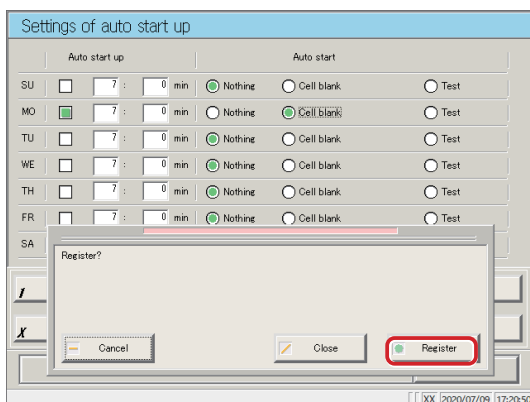 Settings of auto start up
Auto start up Auto start
SU 7 : 0 min Nothing Cell blank Test
MO 7 : 0 min Nothing Cell blank Test
TU 7 : 0 min Nothing Cell blank Test
WE 7 : 0 min Nothing Cell blank Test
TH 7 : 0 min Nothing Cell blank Test
FR 7 : 0 min Nothing Cell blank Test
SA
Register?
1
X
Cancel Close Register
XX 2020/07/09 17:20:5